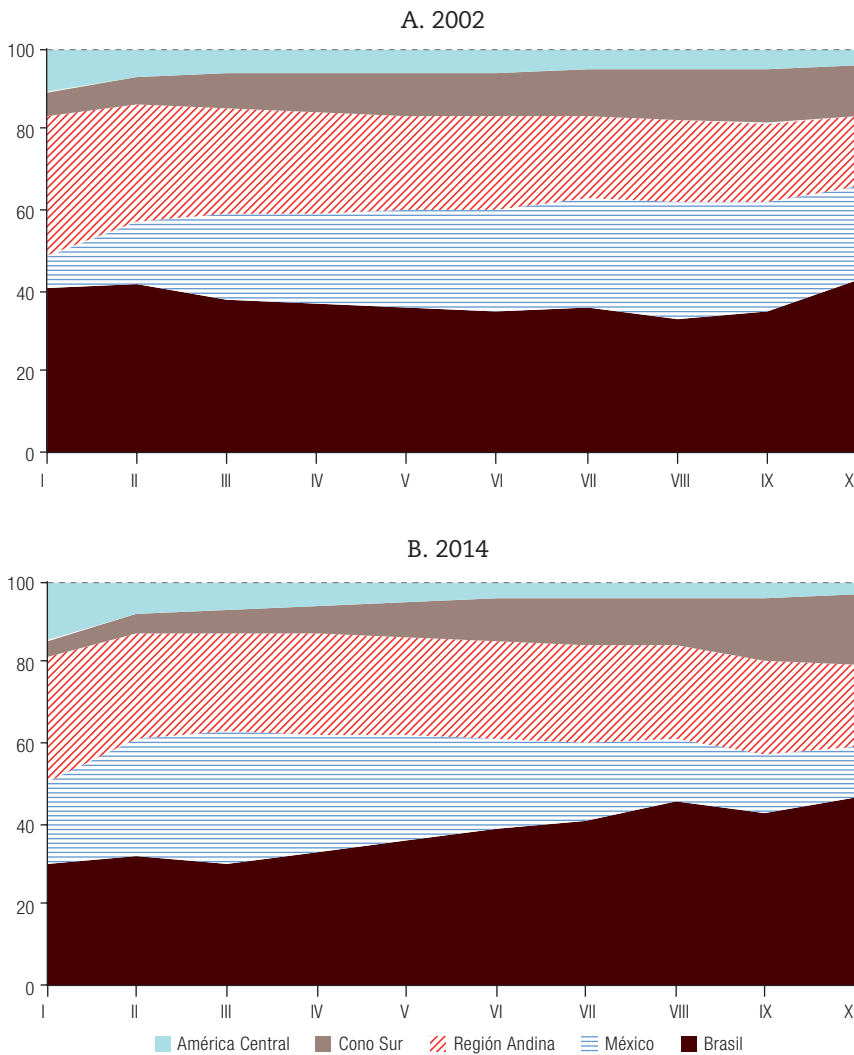 A. 2002
100
80
60
40
20
0
I II III IV V VI VII VIII IX X
B. 2014
100
80
60
40
20
0
I II III IV V VI VII VIII IX X
América Central Cono Sur Región Andina México Brasil